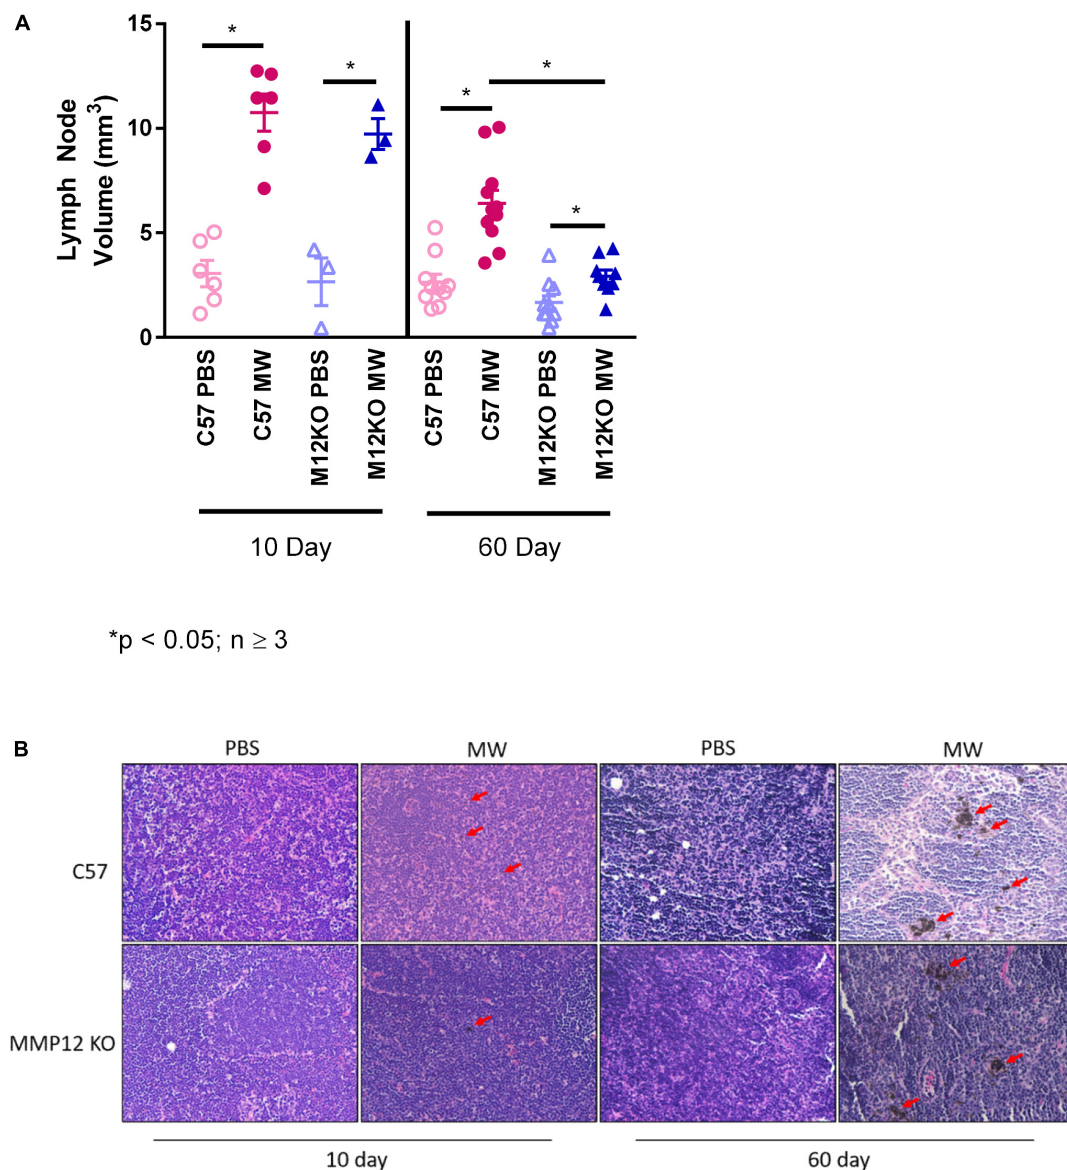 A
15
10
5
0
Lymph Node
Volume (mm³)
*
*
*
*
*
C57 PBS
C57 MW
M12KO PBS
M12KO MW
C57 PBS
C57 MW
M12KO PBS
M12KO MW
10 Day
60 Day
*p < 0.05; n ≥ 3
B
PBS
MW
PBS
MW
C57
MMP12 KO
10 day
60 day